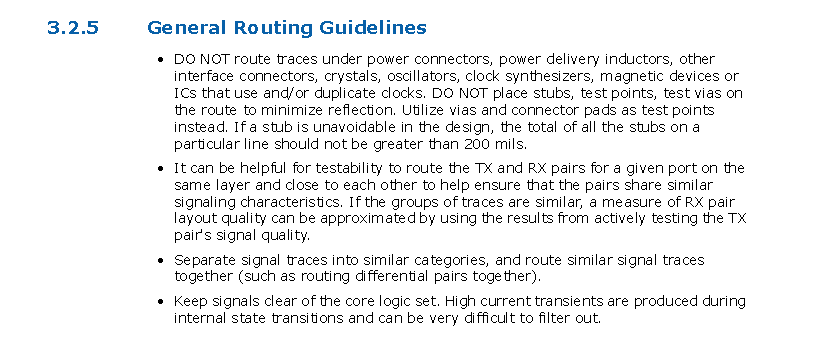 3.2.5 General Routing Guidelines
• DO NOT route traces under power connectors, power delivery inductors, other
interface connectors, crystals, oscillators, clock synthesizers, magnetic devices or
ICs that use and/or duplicate clocks. DO NOT place stubs, test points, test vias on
the route to minimize reflection. Utilize vias and connector pads as test points
instead. If a stub is unavoidable in the design, the total of all the stubs on a
particular line should not be greater than 200 mils.
• It can be helpful for testability to route the TX and RX pairs for a given port on the
same layer and close to each other to help ensure that the pairs share similar
signaling characteristics. If the groups of traces are similar, a measure of RX pair
layout quality can be approximated by using the results from actively testing the TX
pair's signal quality.
• Separate signal traces into similar categories, and route similar signal traces
together (such as routing differential pairs together).
• Keep signals clear of the core logic set. High current transients are produced during
internal state transitions and can be very difficult to filter out.